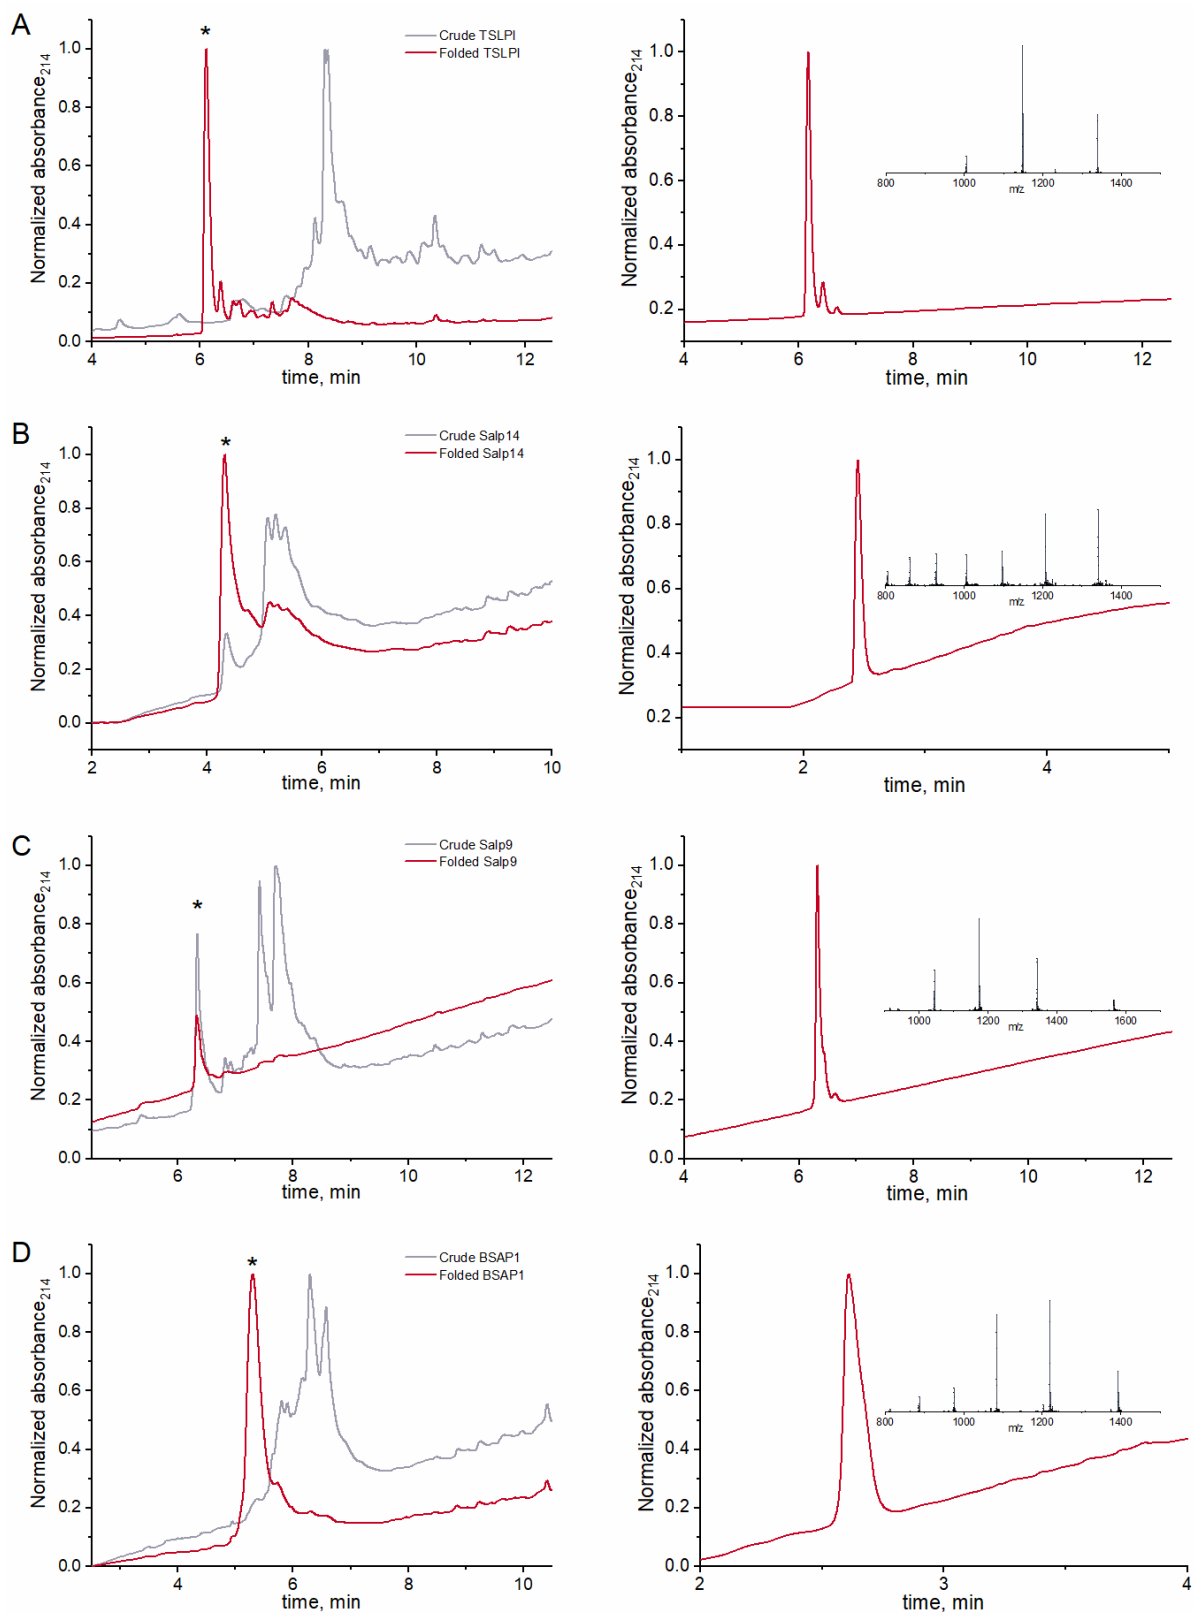 A
*
Crude TSLPI
Folded TSLPI
Normalized absorbance214
1.0
0.8
0.6
0.4
0.2
0.0
4 6 8 10 12
time, min
Normalized absorbance214
1.0
0.8
0.6
0.4
0.2
4 6 8 10 12
time, min
800 1000 1200 1400
m/z
B
*
Crude Salp14
Folded Salp14
Normalized absorbance214
1.0
0.8
0.6
0.4
0.2
0.0
2 4 6 8 10
time, min
Normalized absorbance214
1.0
0.8
0.6
0.4
0.2
2 4
time, min
800 1000 1200 1400
m/z
C
*
Crude Salp9
Folded Salp9
Normalized absorbance214
1.0
0.8
0.6
0.4
0.2
0.0
6 8 10 12
time, min
Normalized absorbance214
1.0
0.8
0.6
0.4
0.2
0.0
4 6 8 10 12
time, min
1000 1200 1400 1600
m/z
D
*
Crude BSAP1
Folded BSAP1
Normalized absorbance214
1.0
0.8
0.6
0.4
0.2
0.0
4 6 8 10
time, min
Normalized absorbance214
1.0
0.8
0.6
0.4
0.2
0.0
2 3 4
time, min
800 1000 1200 1400
m/z